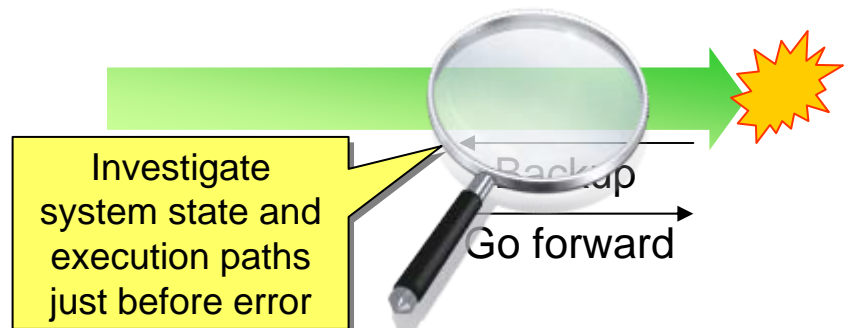 Investigate
system state and
execution paths
just before error
Backup
Go forward